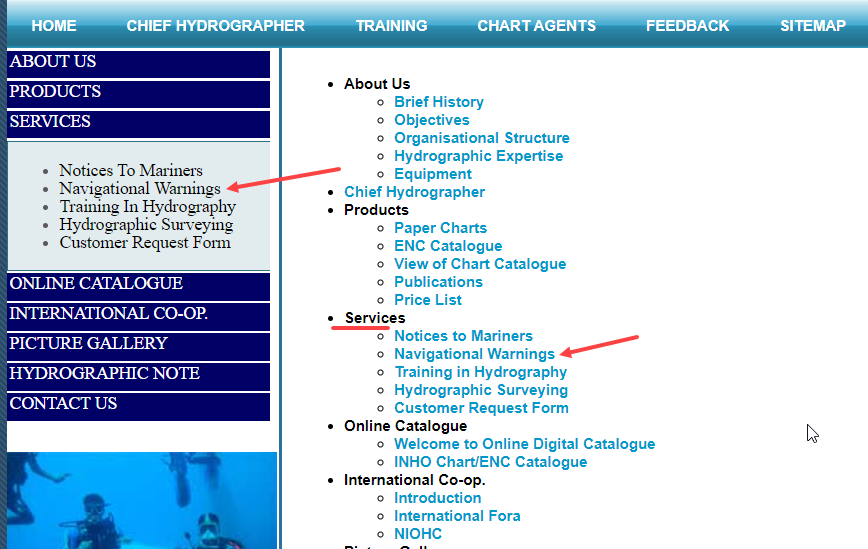 HOME CHIEF HYDROGRAPHER TRAINING CHART AGENTS FEEDBACK SITEMAP
ABOUT US
PRODUCTS
SERVICES
Notices To Mariners
Navigational Warnings
Training In Hydrography
Hydrographic Surveying
Customer Request Form
ONLINE CATALOGUE
INTERNATIONAL CO-OP.
PICTURE GALLERY
HYDROGRAPHIC NOTE
CONTACT US
About Us
Brief History
Objectives
Organisational Structure
Hydrographic Expertise
Equipment
Chief Hydrographer
Products
Paper Charts
ENC Catalogue
View of Chart Catalogue
Publications
Price List
Services
Notices to Mariners
Navigational Warnings
Training in Hydrography
Hydrographic Surveying
Customer Request Form
Online Catalogue
Welcome to Online Digital Catalogue
INHO Chart/ENC Catalogue
International Co-op.
Introduction
International Fora
NIOHC